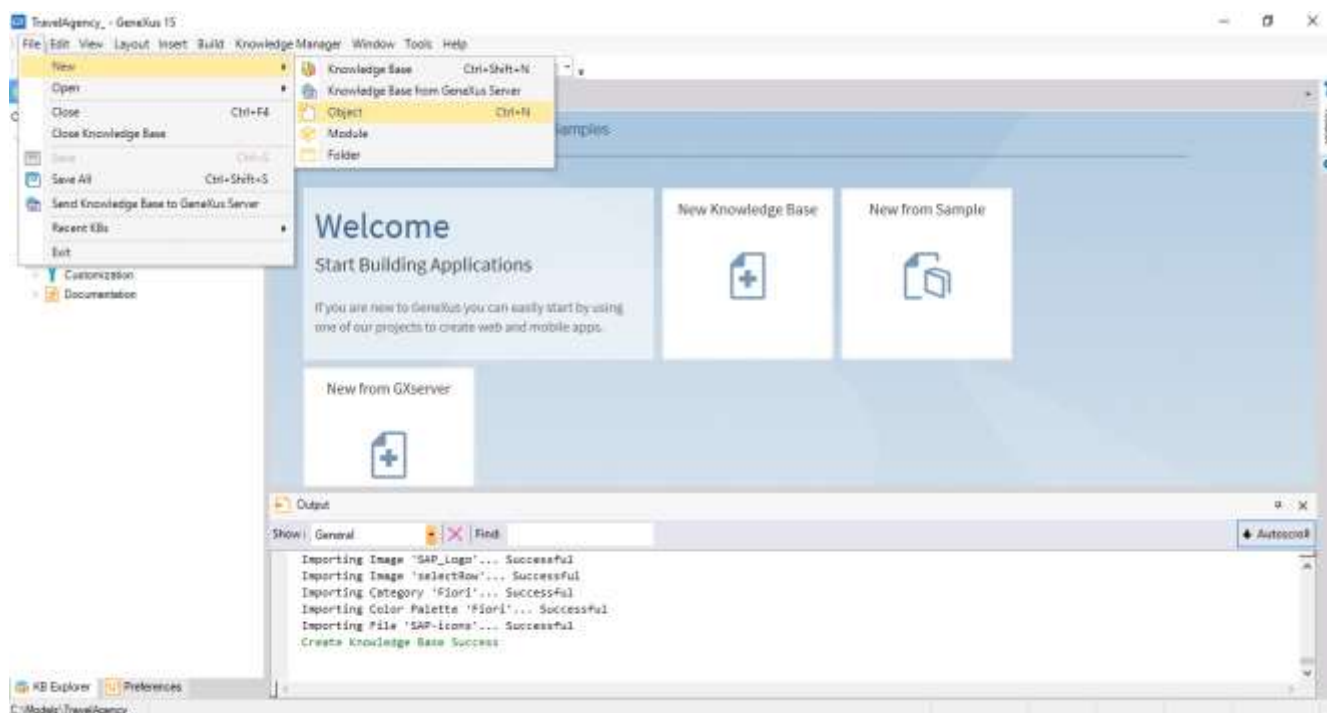 TravelAgency_ - GeneXus 15
File Edit View Layout Insert Build Knowledge Manager Window Tools Help
New
Open
Close Ctrl+F4
Close Knowledge Base
Save Ctrl+S
Save All Ctrl+Shift+S
Send Knowledge Base to GeneXus Server
Recent KBs
Exit
Knowledge Base Ctrl+Shift+N
Knowledge Base from GeneXus Server
Object Ctrl+N
Module
Folder
Samples
Customization
Documentation
Welcome
Start Building Applications
If you are new to GeneXus you can easily start by using
one of our projects to create web and mobile apps.
New Knowledge Base
New from Sample
New from GXserver
Output
Show: General Find:
Autoscroll
Importing Image 'SAP_Logo'... Successful
Importing Image 'selectRow'... Successful
Importing Category 'Fiori'... Successful
Importing Color Palette 'Fiori'... Successful
Importing File 'SAP-icons'... Successful
Create Knowledge Base Success
KB Explorer Preferences
C:\Models\TravelAgency